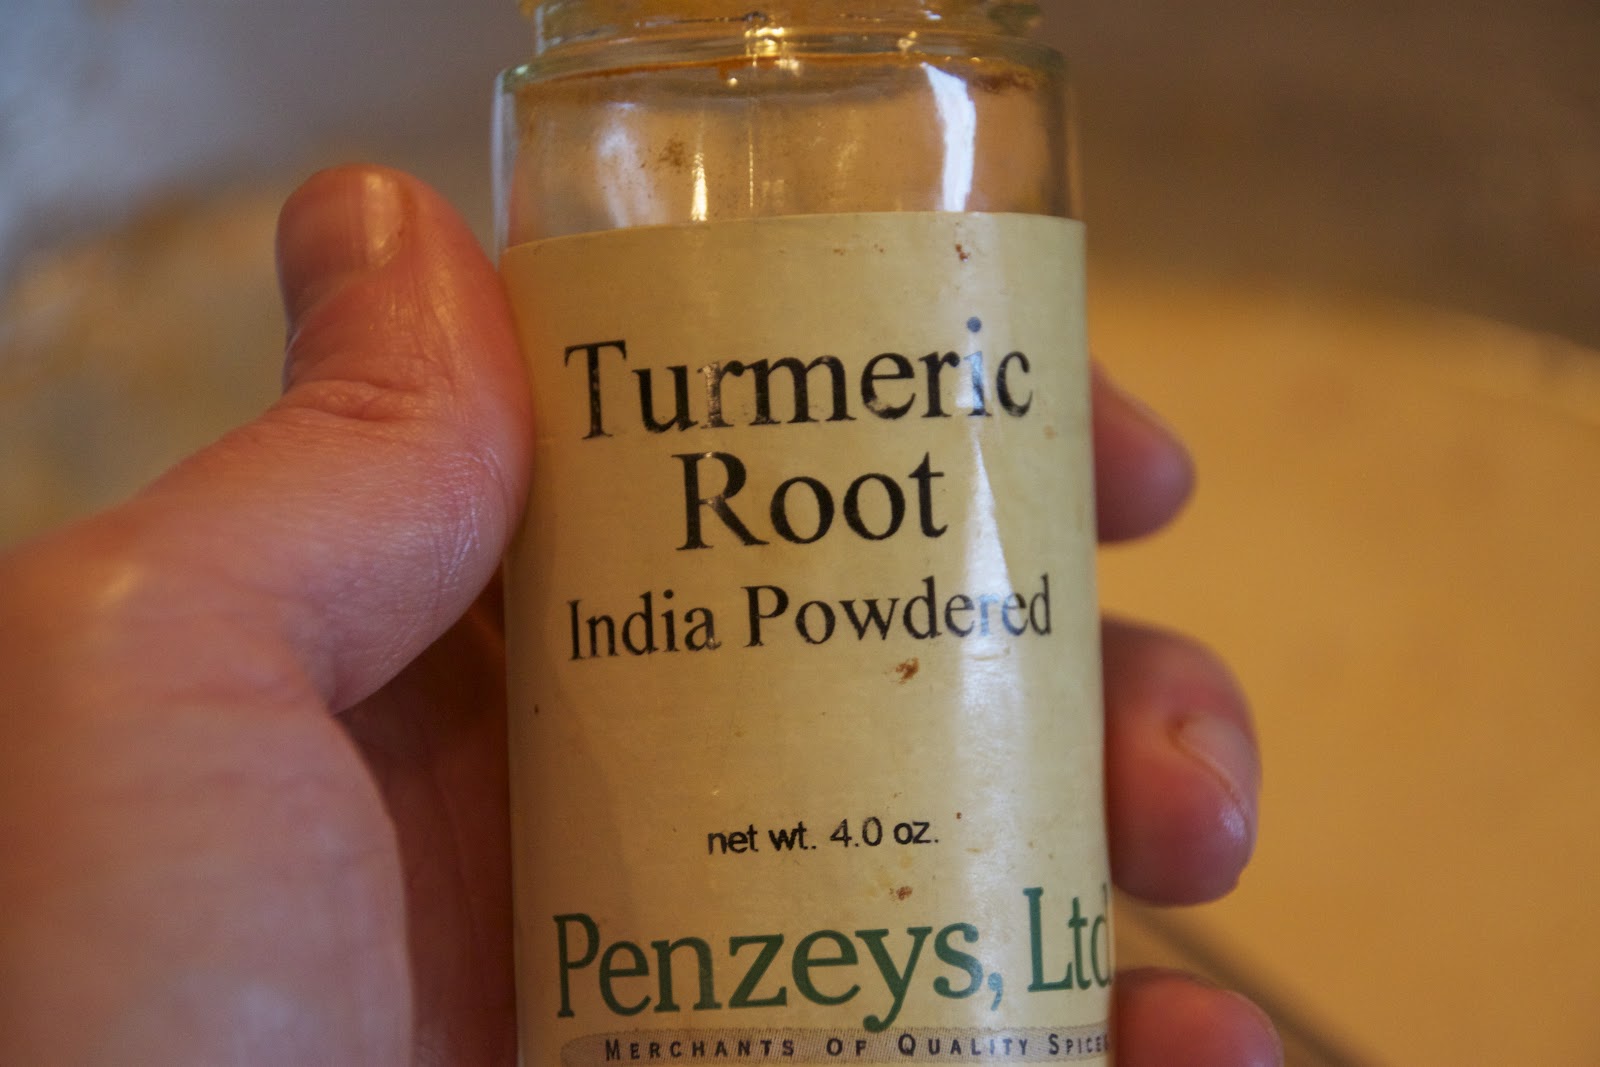 Turmeric
Root
India Powdered
net wt. 4.0 oz.
Penzeys, Ltd
MERCHANTS OF QUALITY SPICES